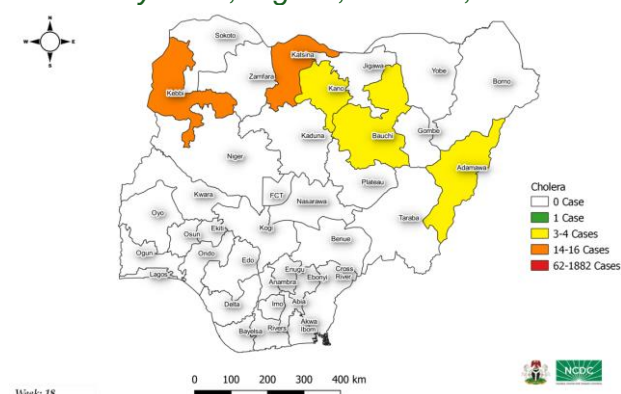 Sokoto
Katsina
Jigawa
Yobe
Borno
Zamfara
Kebbi
Kano
Kaduna
Bauchi
Gombe
Adamawa
Niger
Plateau
FCT
Nasarawa
Taraba
Kwara
Oyo
Ekiti
Kogi
Osun
Benue
Ogun
Ondo
Edo
Lagos
Enugu
Ebonyi
Cross
River
Anambra
Delta
Imo
Abia
Bayelsa
Rivers
Akwa
Ibom
Cholera
0 Case
1 Case
3-4 Cases
14-16 Cases
62-1882 Cases
Week: 18
0 100 200 300 400 km
NCDC